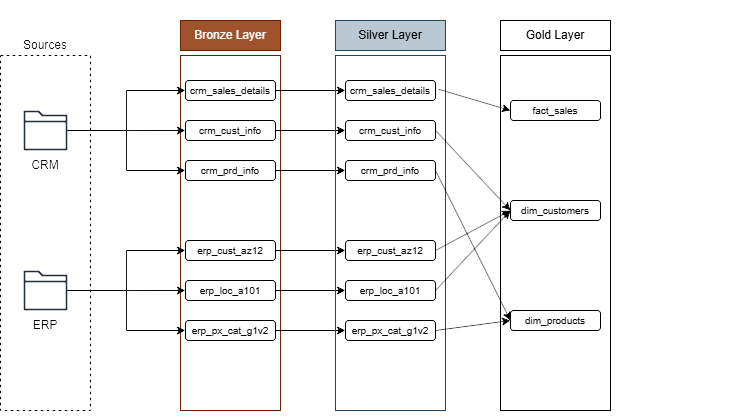 Sources
Bronze Layer
Silver Layer
Gold Layer
CRM
ERP
crm_sales_details
crm_cust_info
crm_prd_info
erp_cust_az12
erp_loc_a101
erp_px_cat_g1v2
crm_sales_details
crm_cust_info
crm_prd_info
erp_cust_az12
erp_loc_a101
erp_px_cat_g1v2
fact_sales
dim_customers
dim_products